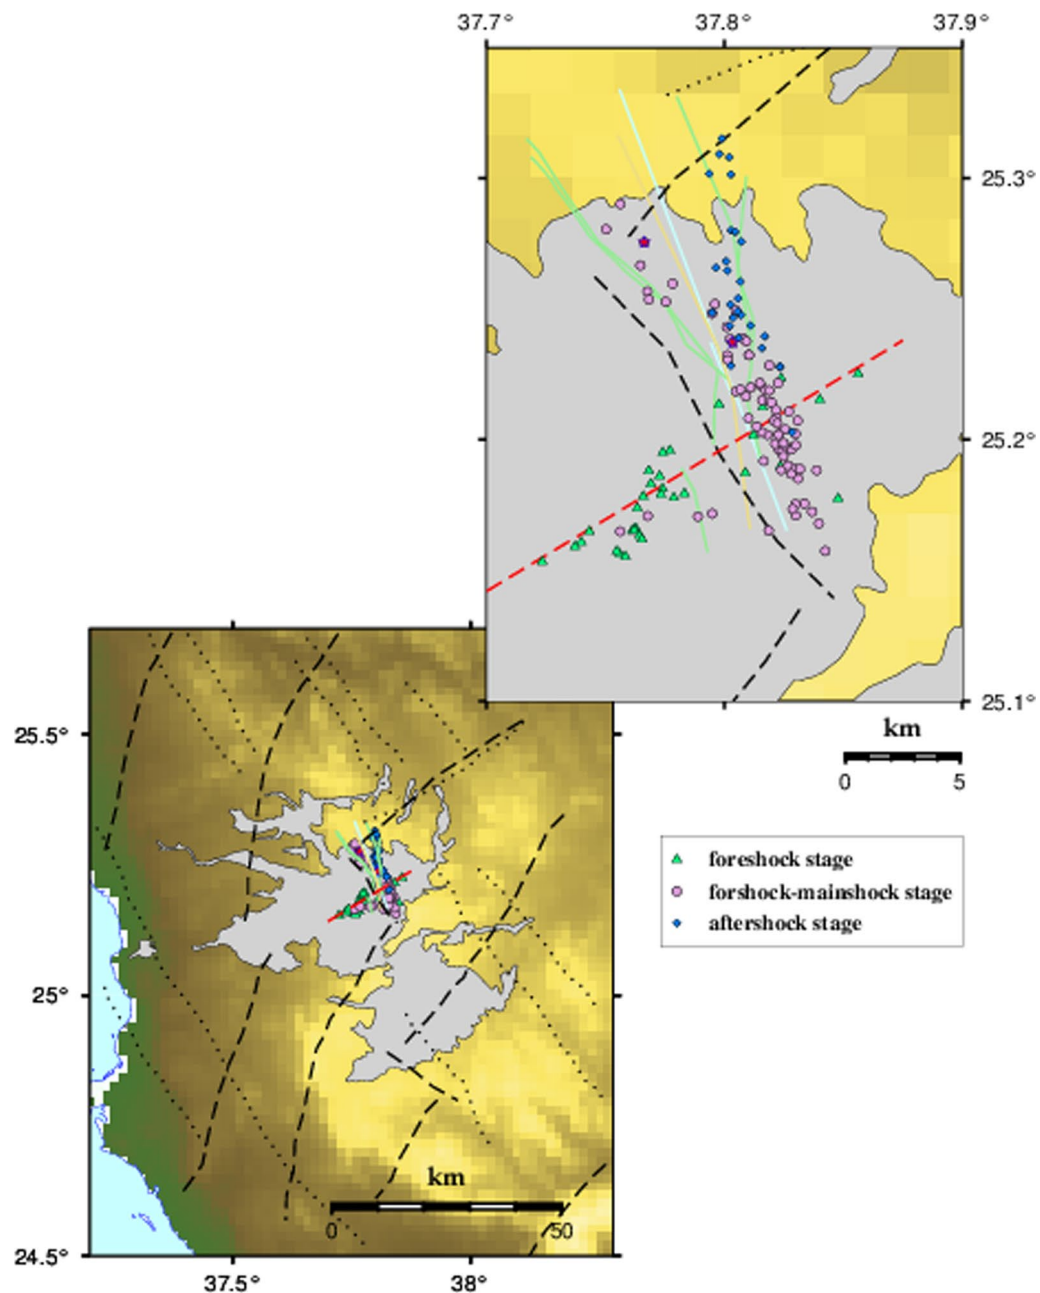 37.7° 37.8° 37.9°
25.3°
25.2°
25.1°
km
0 5
foreshock stage
forshock-mainshock stage
aftershock stage
25.5°
25°
24.5°
km
0 50
37.5° 38°